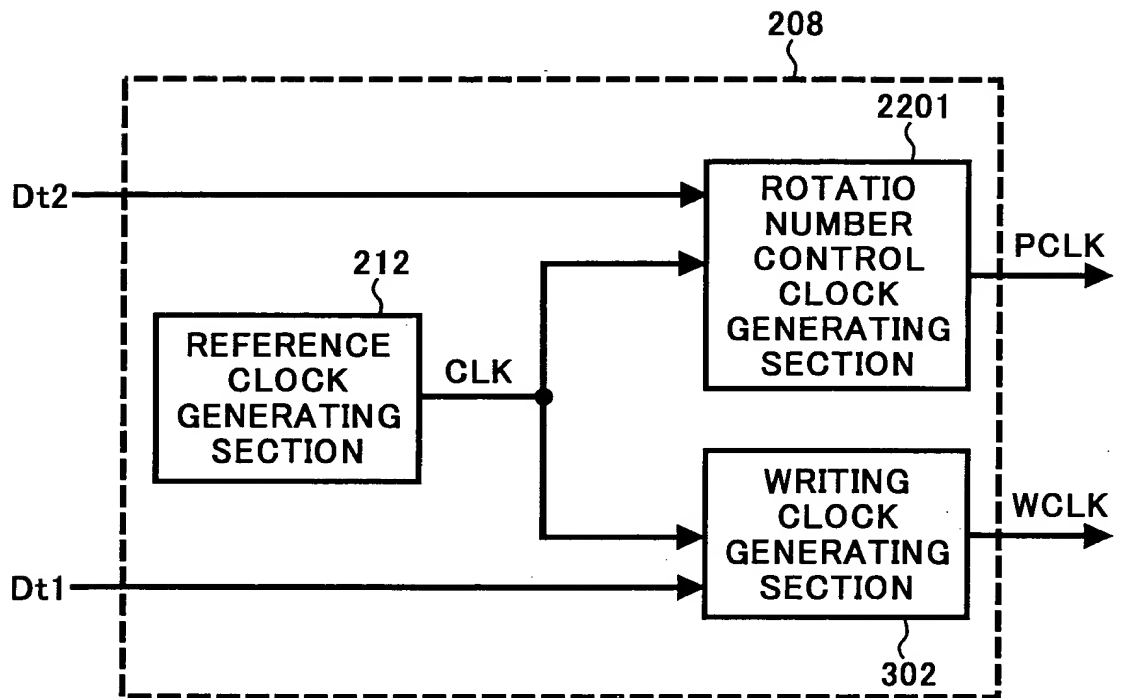 208
2201
Dt2
ROTATIO
NUMBER
CONTROL
CLOCK
GENERATING
SECTION
PCLK
212
REFERENCE
CLOCK
GENERATING
SECTION
CLK
WRITING
CLOCK
GENERATING
SECTION
WCLK
Dt1
302